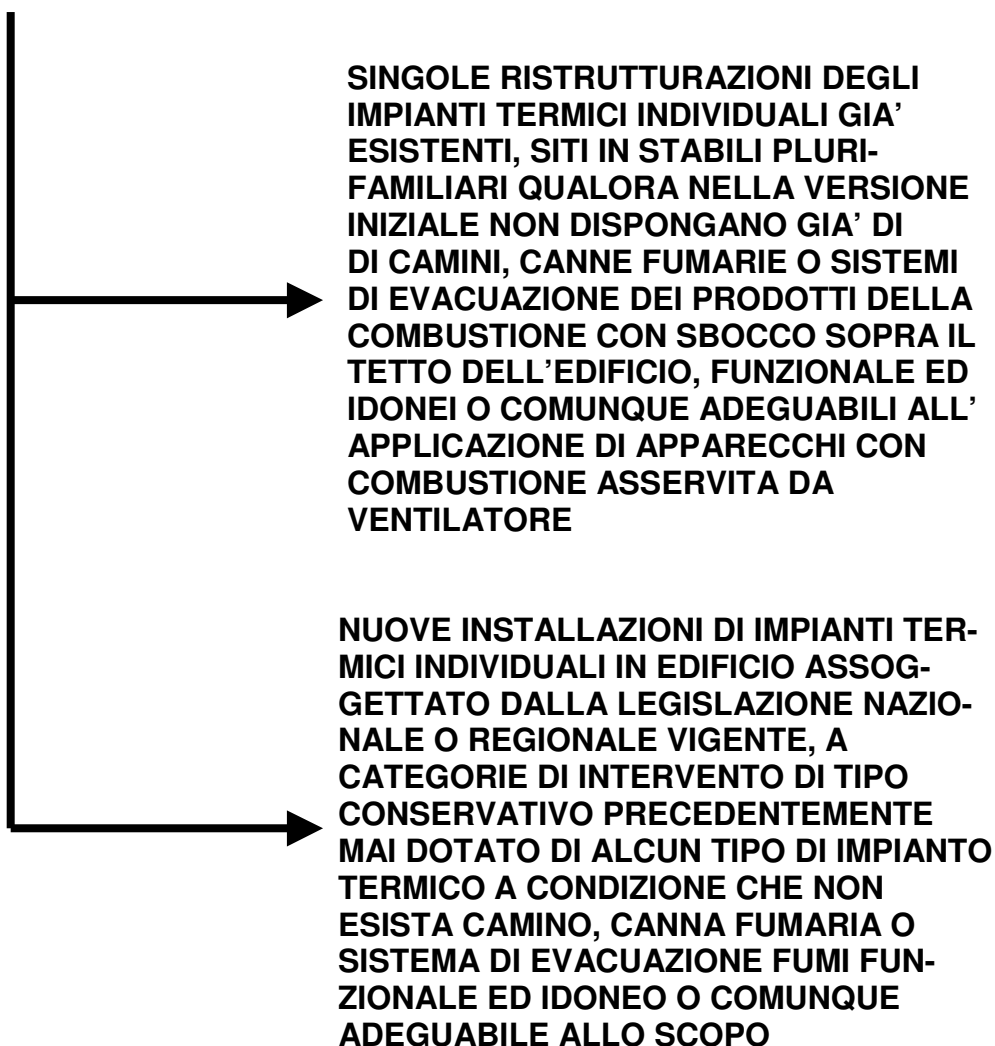 SINGOLE RISTRUTTURAZIONI DEGLI
IMPIANTI TERMICI INDIVIDUALI GIA’
ESISTENTI, SITI IN STABILI PLURI-
FAMILIARI QUALORA NELLA VERSIONE
INIZIALE NON DISPONGANO GIA’ DI
DI CAMINI, CANNE FUMARIE O SISTEMI
DI EVACUAZIONE DEI PRODOTTI DELLA
COMBUSTIONE CON SBOCCO SOPRA IL
TETTO DELL’EDIFICIO, FUNZIONALE ED
IDONEI O COMUNQUE ADEGUABILI ALL’
APPLICAZIONE DI APPARECCHI CON
COMBUSTIONE ASSERVITA DA
VENTILATORE
NUOVE INSTALLAZIONI DI IMPIANTI TER-
MICI INDIVIDUALI IN EDIFICIO ASSOG-
GETTATO DALLA LEGISLAZIONE NAZIO-
NALE O REGIONALE VIGENTE, A
CATEGORIE DI INTERVENTO DI TIPO
CONSERVATIVO PRECEDENTEMENTE
MAI DOTATO DI ALCUN TIPO DI IMPIANTO
TERMICO A CONDIZIONE CHE NON
ESISTA CAMINO, CANNA FUMARIA O
SISTEMA DI EVACUAZIONE FUMI FUN-
ZIONALE ED IDONEO O COMUNQUE
ADEGUABILE ALLO SCOPO